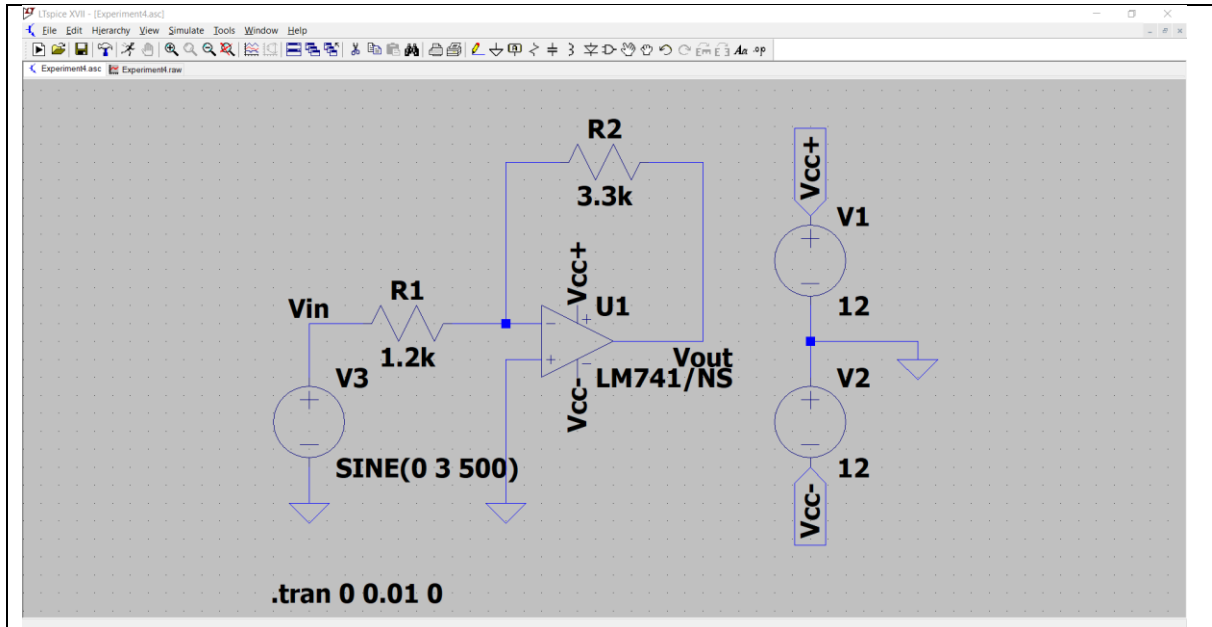 LTspice XVII - [Experiment4.asc]
File Edit Hierarchy View Simulate Tools Window Help
Experiment4.asc Experiment4.raw
R2
3.3k
Vcc+
V1
12
Vcc+
U1
R1
Vin
1.2k
Vout
V3
LM741/NS
V2
Vcc-
SINE(0 3 500)
12
Vcc-
.tran 0 0.01 0